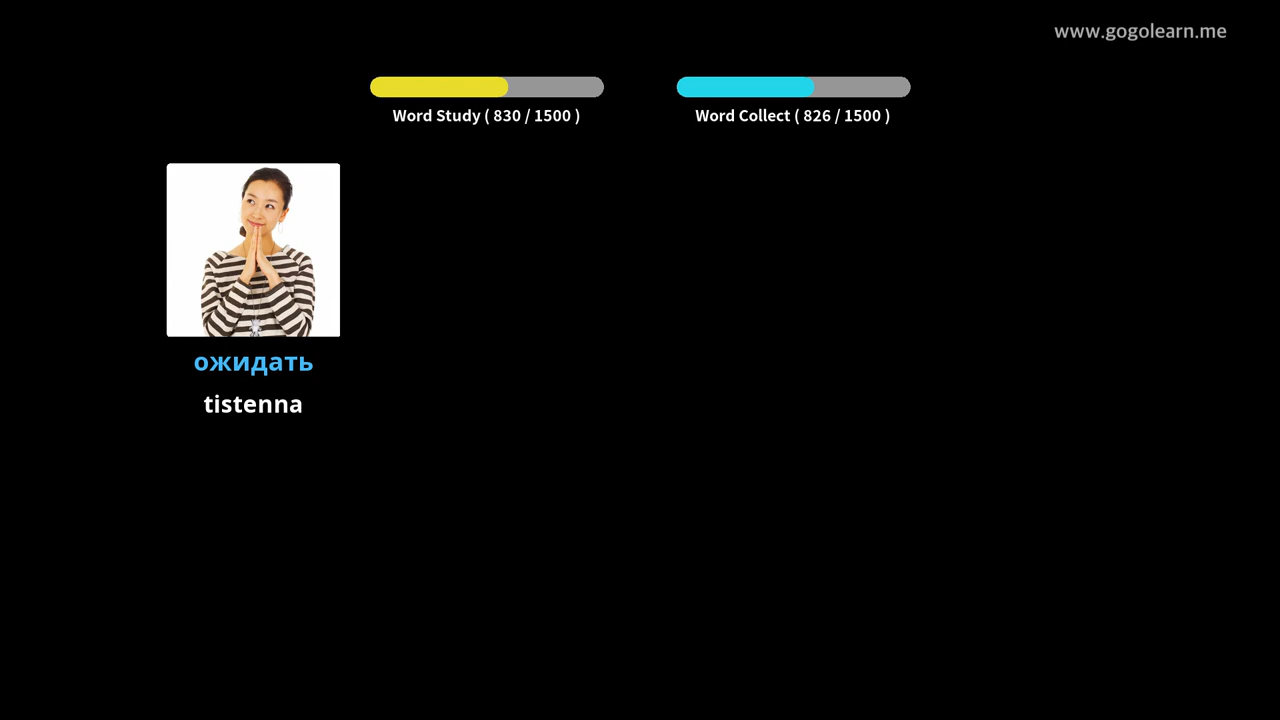 www.gogolearn.me
Word Study ( 830 / 1500 )
Word Collect ( 826 / 1500 )
ожидать
tistenna